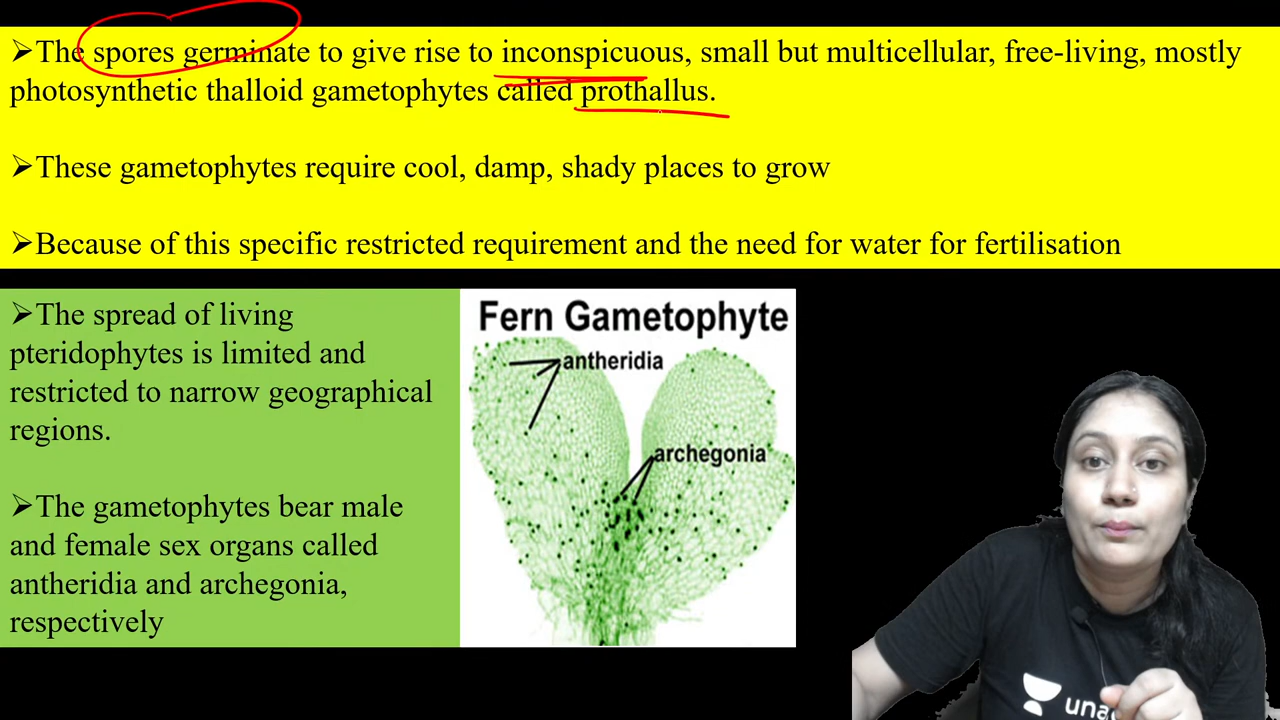 ➢The spores germinate to give rise to inconspicuous, small but multicellular, free-living, mostly
photosynthetic thalloid gametophytes called prothallus.
➢These gametophytes require cool, damp, shady places to grow
➢Because of this specific restricted requirement and the need for water for fertilisation
➢The spread of living
pteridophytes is limited and
restricted to narrow geographical
regions.
➢The gametophytes bear male
and female sex organs called
antheridia and archegonia,
respectively
Fern Gametophyte
antheridia
archegonia